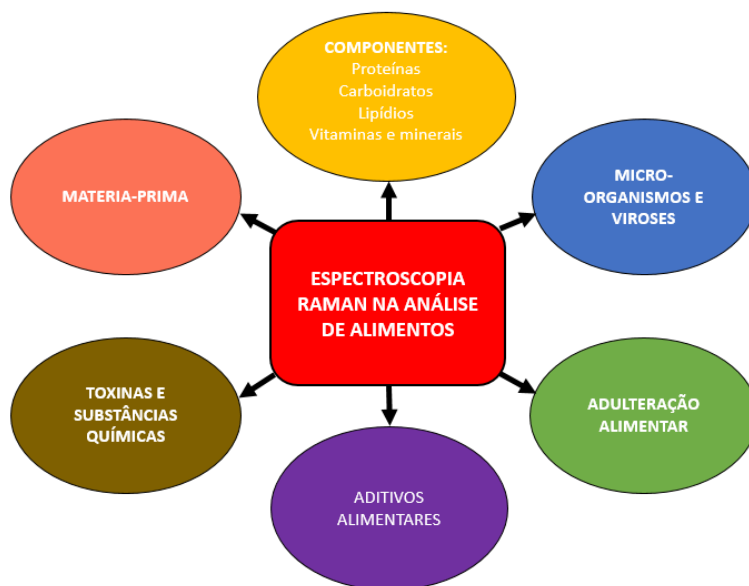 COMPONENTES:
Proteínas
Carboidratos
Lipídios
Vitaminas e minerais
MATERIA-PRIMA
MICRO-
ORGANISMOS E
VIROSES
ESPECTROSCOPIA
RAMAN NA ANÁLISE
DE ALIMENTOS
TOXINAS E
SUBSTÂNCIAS
QUÍMICAS
ADULTERAÇÃO
ALIMENTAR
ADITIVOS
ALIMENTARES